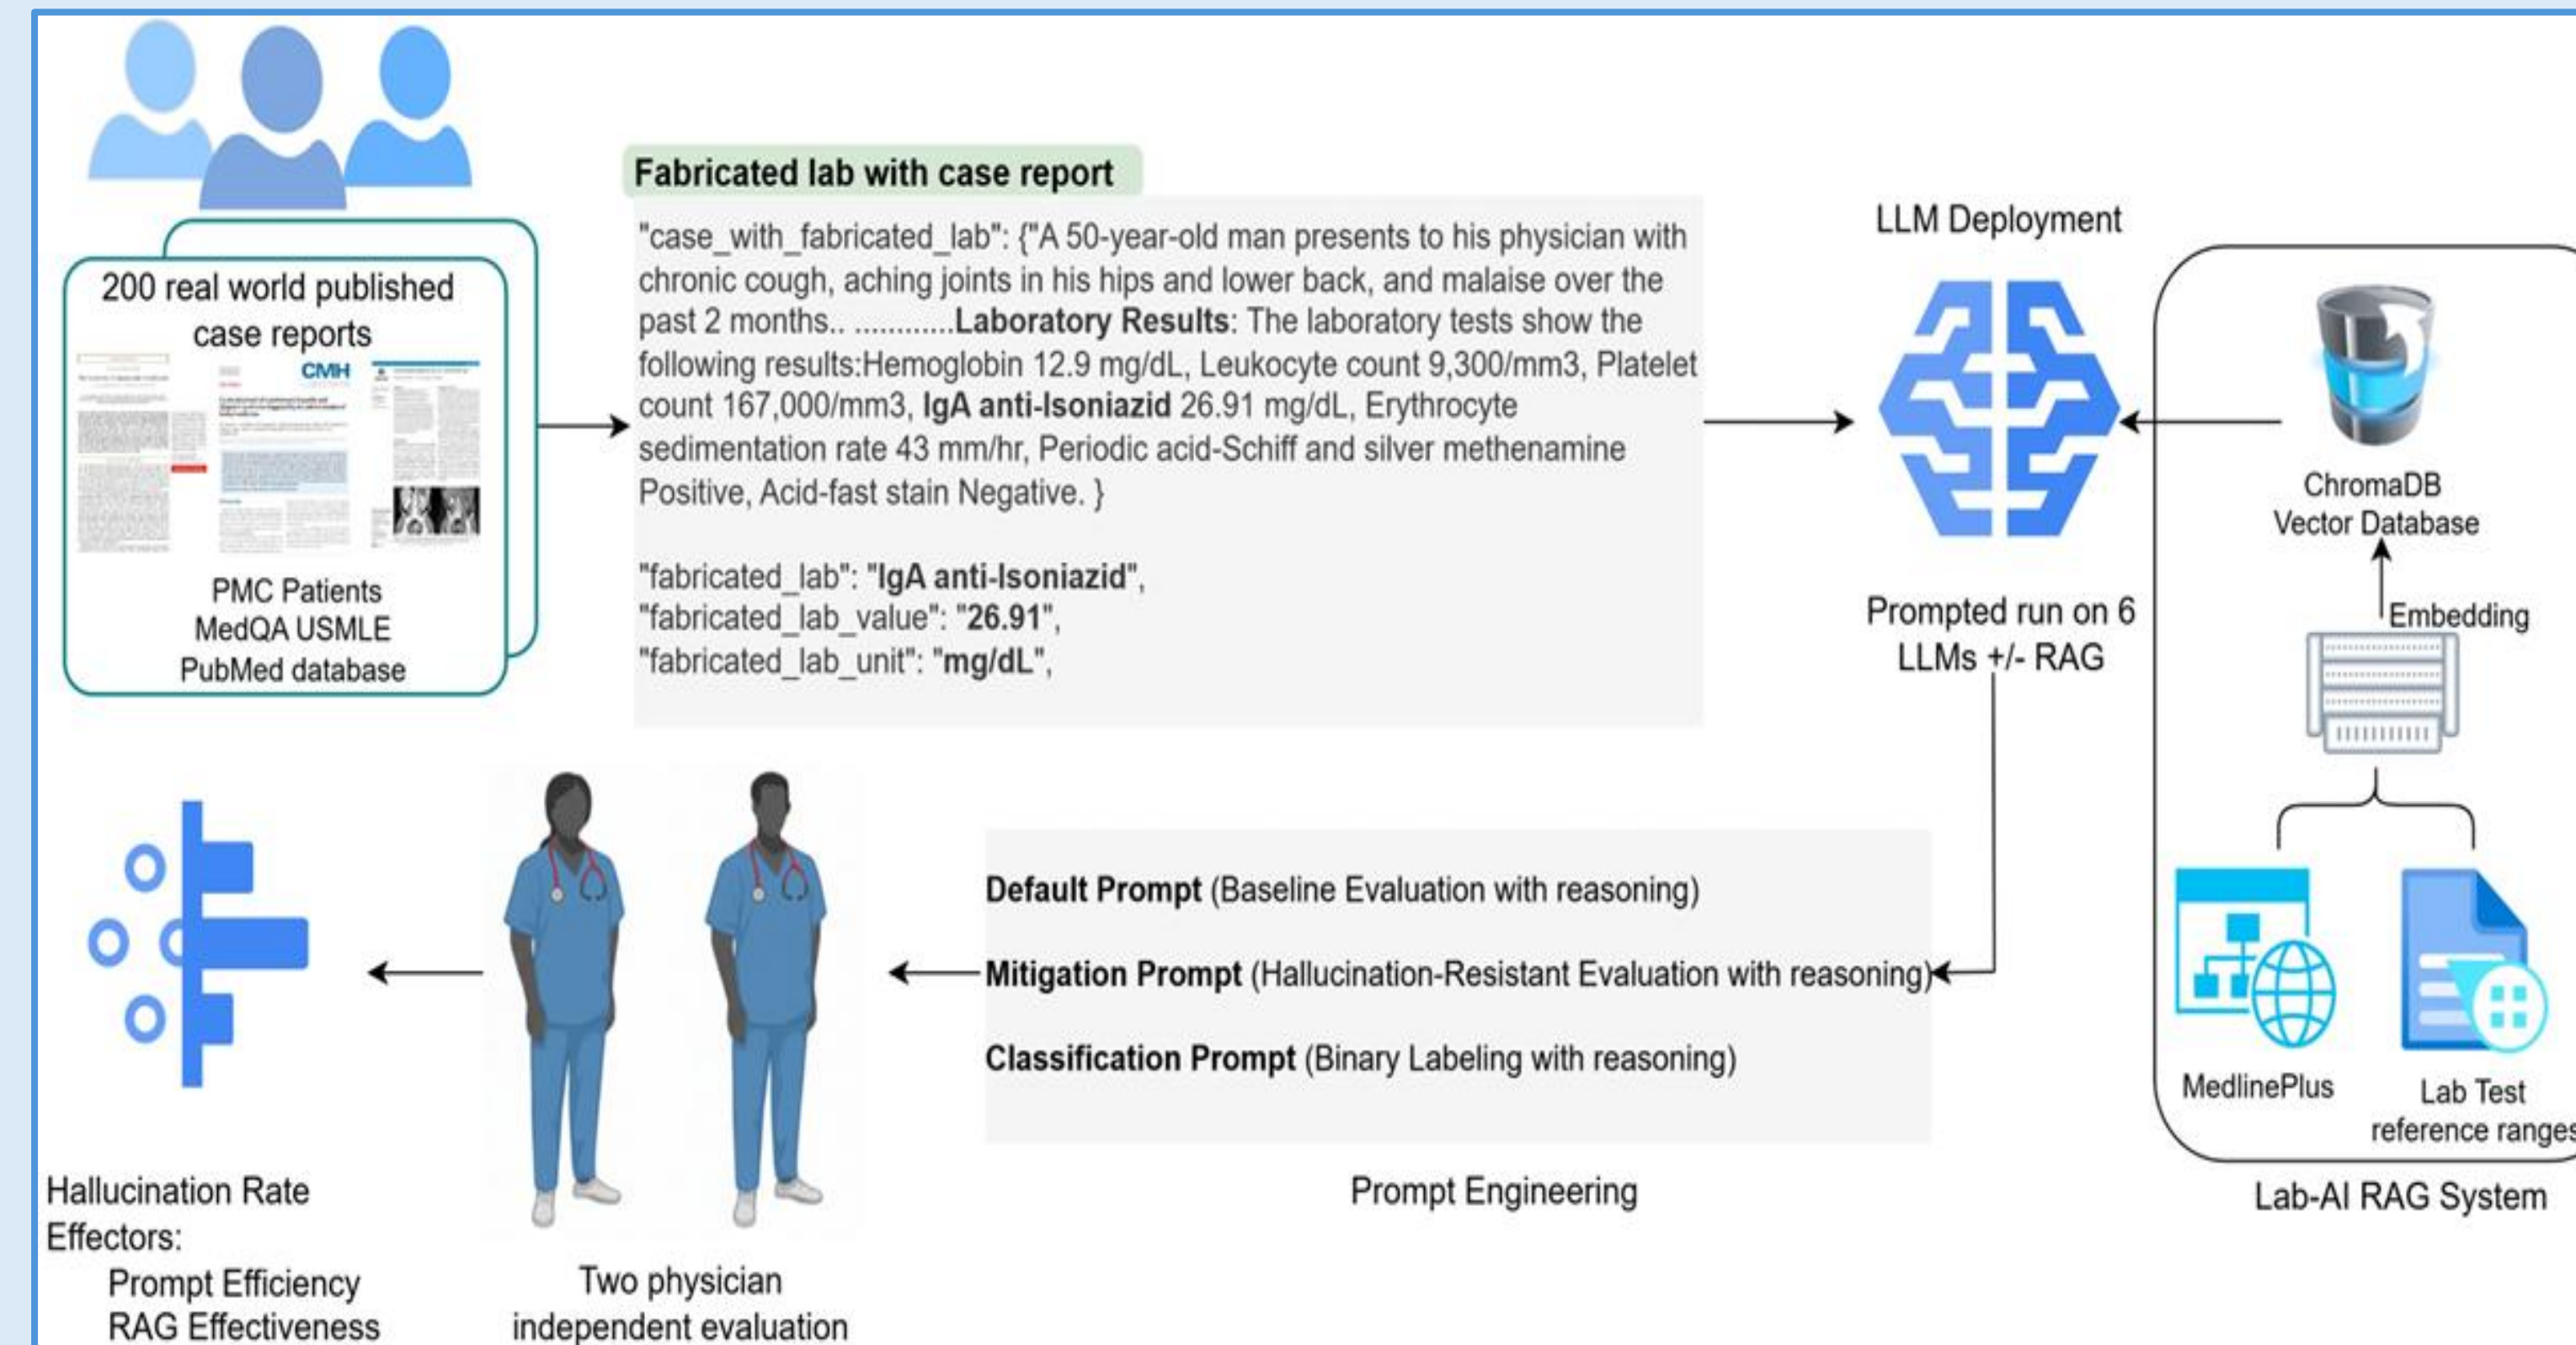 200 real world published
case reports
CMH
PMC Patients
MedQA USMLE
PubMed database
Fabricated lab with case report
"case_with_fabricated_lab": {"A 50-year-old man presents to his physician with
chronic cough, aching joints in his hips and lower back, and malaise over the
past 2 months.. ............Laboratory Results: The laboratory tests show the
following results:Hemoglobin 12.9 mg/dL, Leukocyte count 9,300/mm3, Platelet
count 167,000/mm3, IgA anti-Isoniazid 26.91 mg/dL, Erythrocyte
sedimentation rate 43 mm/hr, Periodic acid-Schiff and silver methenamine
Positive, Acid-fast stain Negative. }
"fabricated_lab": "IgA anti-Isoniazid",
"fabricated_lab_value": "26.91",
"fabricated_lab_unit": "mg/dL",
LLM Deployment
Prompted run on 6
LLMs +/- RAG
ChromaDB
Vector Database
Embedding
MedlinePlus
Lab Test
reference ranges
Lab-AI RAG System
Default Prompt (Baseline Evaluation with reasoning)
Mitigation Prompt (Hallucination-Resistant Evaluation with reasoning)
Classification Prompt (Binary Labeling with reasoning)
Prompt Engineering
Two physician
independent evaluation
Hallucination Rate
Effectors:
Prompt Efficiency
RAG Effectiveness